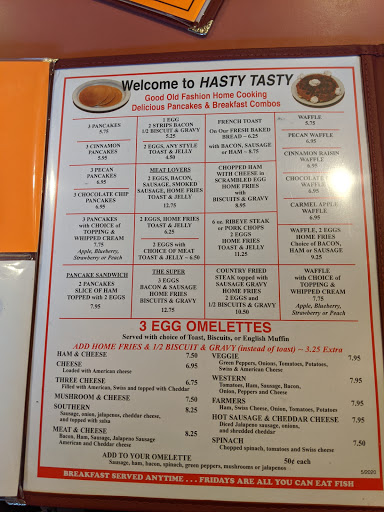 Welcome to HASTY TASTY
Good Old Fashion Home Cooking
Delicious Pancakes & Breakfast Combos
3 PANCAKES
5.75
3 CINNAMON
PANCAKES
5.95
3 PECAN
PANCAKES
6.95
3 CHOCOLATE CHIP
PANCAKES
6.95
3 PANCAKES
with CHOICE of
TOPPING &
WHIPPED CREAM
7.75
Apple, Blueberry,
Strawberry or Peach
PANCAKE SANDWICH
2 PANCAKES
SLICE OF HAM
TOPPED with 2 EGGS
7.95
1 EGG
2 STRIPS BACON
1/2 BISCUIT & GRAVY
5.25
2 EGGS, ANY STYLE
TOAST & JELLY
4.50
MEAT LOVERS
2 EGGS, BACON,
SAUSAGE, SMOKED
SAUSAGE, HOME FRIES
TOAST & JELLY
12.75
2 EGGS, HOME FRIES
TOAST & JELLY
6.25
2 EGGS with
CHOICE OF MEAT
TOAST & JELLY – 6.50
THE SUPER
3 EGGS
BACON & SAUSAGE
HOME FRIES
BISCUITS & GRAVY
12.75
FRENCH TOAST
On Our FRESH BAKED
BREAD – 6.25
with BACON, SAUSAGE
or HAM – 8.75
CHOPPED HAM
WITH CHEESE in
SCRAMBLED EGG
HOME FRIES
with
BISCUITS & GRAVY
8.95
6 oz. RIBEYE STEAK
or PORK CHOPS
2 EGGS
HOME FRIES
TOAST & JELLY
11.25
COUNTRY FRIED
STEAK topped with
SAUSAGE GRAVY
HOME FRIES
2 EGGS and
1/2 BISCUITS & GRAVY
10.50
WAFFLE
5.75
PECAN WAFFLE
6.95
CINNAMON RAISIN
WAFFLE
6.95
CHOCOLATE
WAFFLE
6.95
CARMEL APPLE
WAFFLE
6.95
WAFFLE, 2 EGGS
HOME FRIES
Choice of BACON,
HAM or SAUSAGE
9.25
WAFFLE
with CHOICE of
TOPPING &
WHIPPED CREAM
7.75
Apple, Blueberry,
Strawberry or Peach
3 EGG OMELETTES
Served with choice of Toast, Biscuits, or English Muffin
ADD HOME FRIES & 1/2 BISCUIT & GRAVY (instead of toast) – 3.25 Extra
HAM & CHEESE 7.50
CHEESE 6.95
Loaded with American cheese
THREE CHEESE 6.75
Filled with American, Swiss and topped with Cheddar
MUSHROOM & CHEESE 7.50
SOUTHERN 8.25
Sausage, onion, jalapenos, cheddar cheese,
and topped with salsa
MEAT & CHEESE 8.25
Bacon, Ham, Sausage, Jalapeno Sausage
American and Cheddar Cheese
VEGGIE 7.95
Green Peppers, Onions, Tomatoes, Potatoes,
Swiss & American Cheese
WESTERN 7.95
Tomatoes, Ham, Sausage, Bacon,
Onion, Peppers and Cheese
FARMERS 7.95
Ham, Swiss Cheese, Onion, Tomatoes, Potatoes
HOT SAUSAGE & CHEDDAR CHEESE 7.95
Diced Jalapeno sausage, onions,
and shredded cheddar
SPINACH 7.50
Chopped spinach, tomatoes and Swiss cheese
ADD TO YOUR OMELETTE 50¢ each
Sausage, ham, bacon, spinach, green peppers, mushrooms or jalapenos
5/2020
BREAKFAST SERVED ANYTIME . . . FRIDAYS ARE ALL YOU CAN EAT FISH